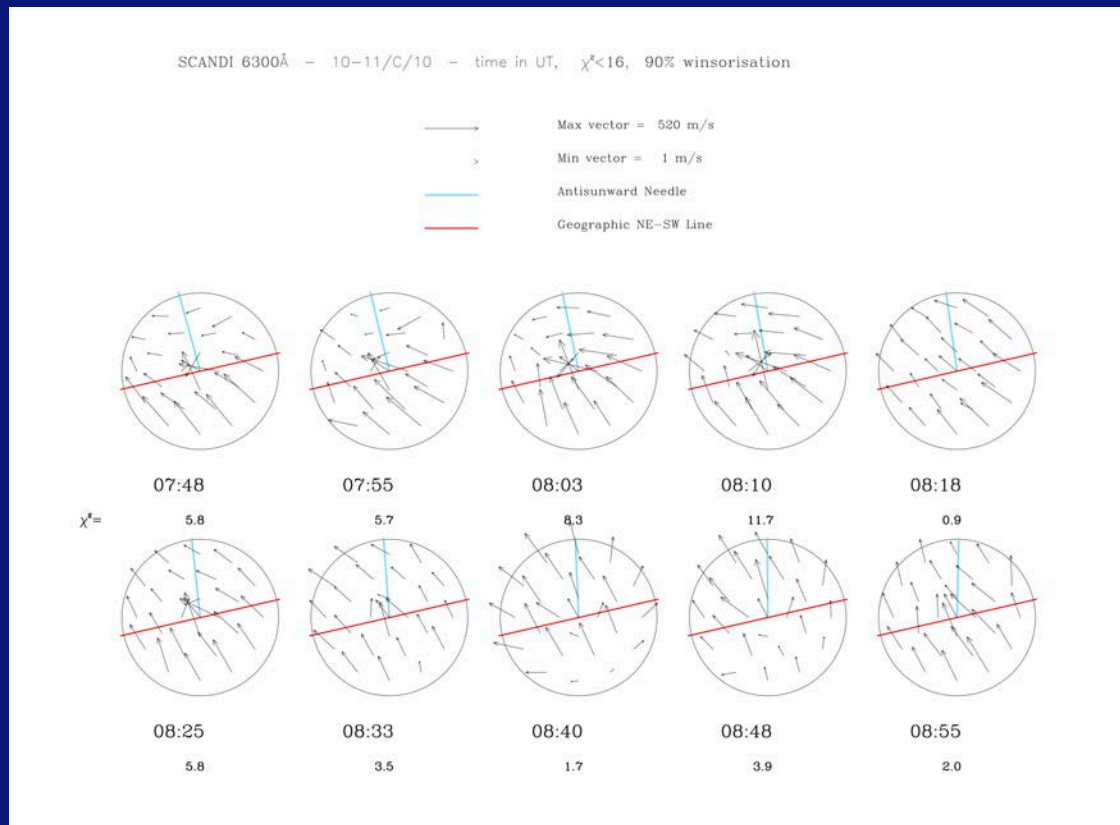 SCANDI 6300Å – 10-11/C/10 – time in UT, χ²<16, 90% winsorisation
Max vector = 520 m/s
Min vector = 1 m/s
Antisunward Needle
Geographic NE-SW Line
07:48 07:55 08:03 08:10 08:18
χ²= 5.8 5.7 8.3 11.7 0.9
08:25 08:33 08:40 08:48 08:55
5.8 3.5 1.7 3.9 2.0